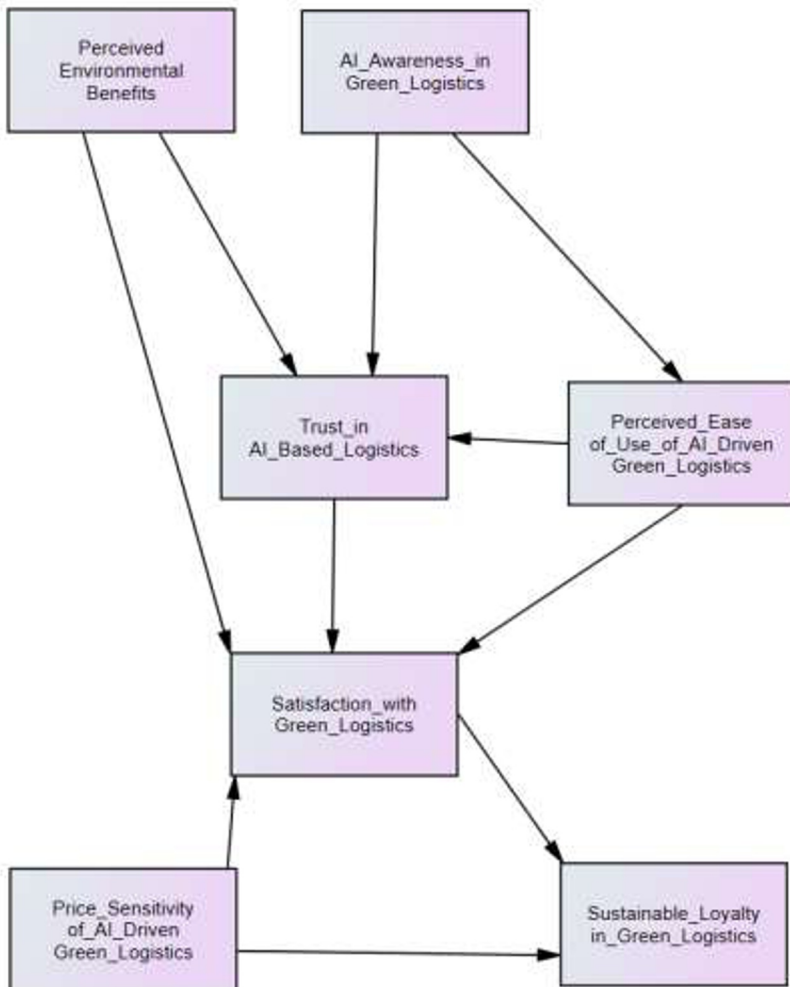 Perceived
Environmental
Benefits
AI_Awareness_in
Green_Logistics
Trust_in
AI_Based_Logistics
Perceived_Ease
of_Use_of_AI_Driven
Green_Logistics
Satisfaction_with
Green_Logistics
Price_Sensitivity
of_AI_Driven
Green_Logistics
Sustainable_Loyalty
in_Green_Logistics